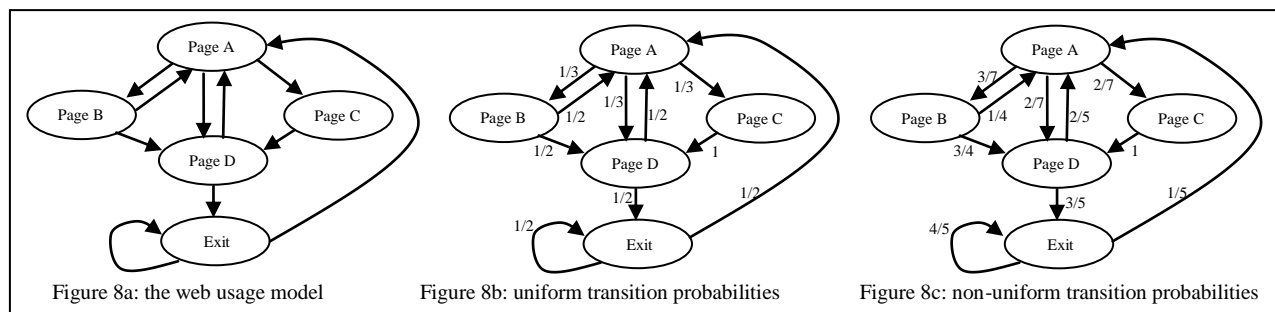 Page A
Page B
Page C
Page D
Exit
Figure 8a: the web usage model
Page A
1/3
1/3
1/3
Page B
1/2
1/2
Page C
1/2
1
Page D
1/2
1/2
1/2
Exit
Figure 8b: uniform transition probabilities
Page A
3/7
2/7
2/7
Page B
1/4
2/5
Page C
3/4
1
Page D
3/5
1/5
4/5
Exit
Figure 8c: non-uniform transition probabilities